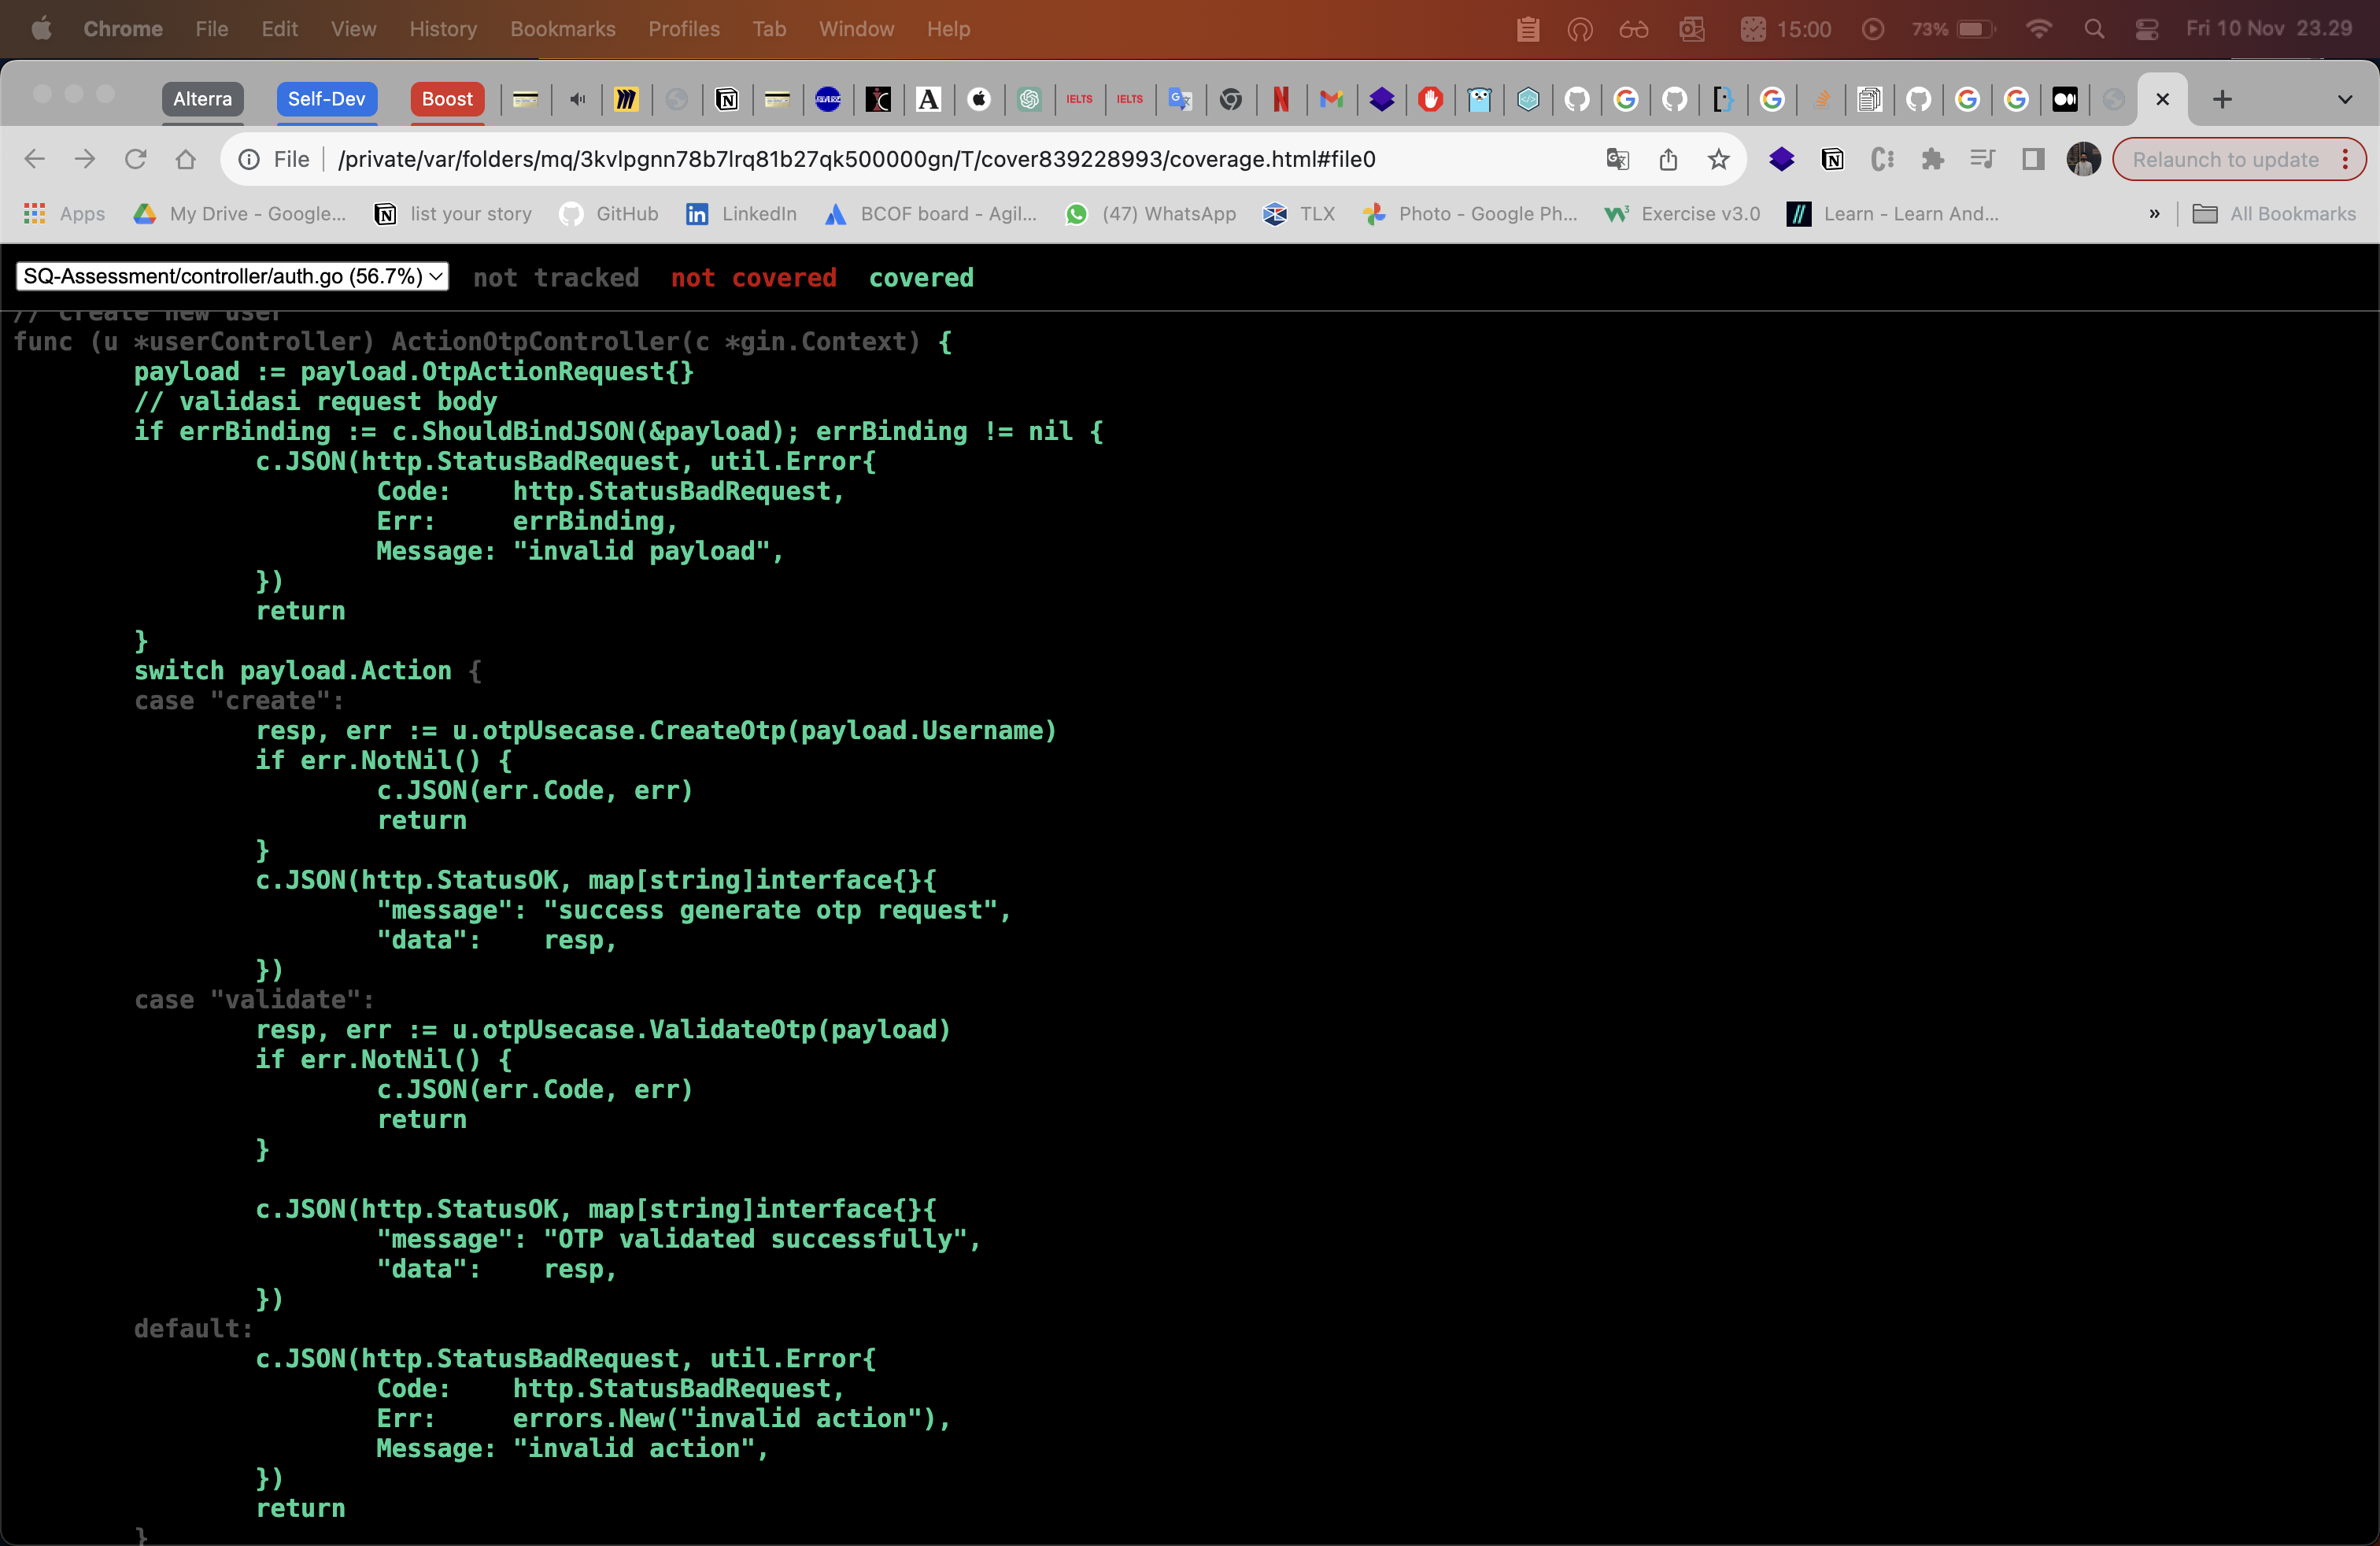 Chrome File Edit View History Bookmarks Profiles Tab Window Help 15:00 73% Fri 10 Nov 23.29
Alterra Self-Dev Boost IELTS IELTS
File /private/var/folders/mq/3kvlpgnn78b7lrq81b27qk500000gn/T/cover839228993/coverage.html#file0 Relaunch to update
Apps My Drive - Google... list your story GitHub LinkedIn BCOF board - Agil... (47) WhatsApp TLX Photo - Google Ph... Exercise v3.0 Learn - Learn And... » All Bookmarks
SQ-Assessment/controller/auth.go (56.7%) not tracked not covered covered
// create new user
func (u *userController) ActionOtpController(c *gin.Context) {
payload := payload.OtpActionRequest{}
// validasi request body
if errBinding := c.ShouldBindJSON(&payload); errBinding != nil {
c.JSON(http.StatusBadRequest, util.Error{
Code: http.StatusBadRequest,
Err: errBinding,
Message: "invalid payload",
})
return
}
switch payload.Action {
case "create":
resp, err := u.otpUsecase.CreateOtp(payload.Username)
if err.NotNil() {
c.JSON(err.Code, err)
return
}
c.JSON(http.StatusOK, map[string]interface{}{
"message": "success generate otp request",
"data": resp,
})
case "validate":
resp, err := u.otpUsecase.ValidateOtp(payload)
if err.NotNil() {
c.JSON(err.Code, err)
return
}
c.JSON(http.StatusOK, map[string]interface{}{
"message": "OTP validated successfully",
"data": resp,
})
default:
c.JSON(http.StatusBadRequest, util.Error{
Code: http.StatusBadRequest,
Err: errors.New("invalid action"),
Message: "invalid action",
})
return
}